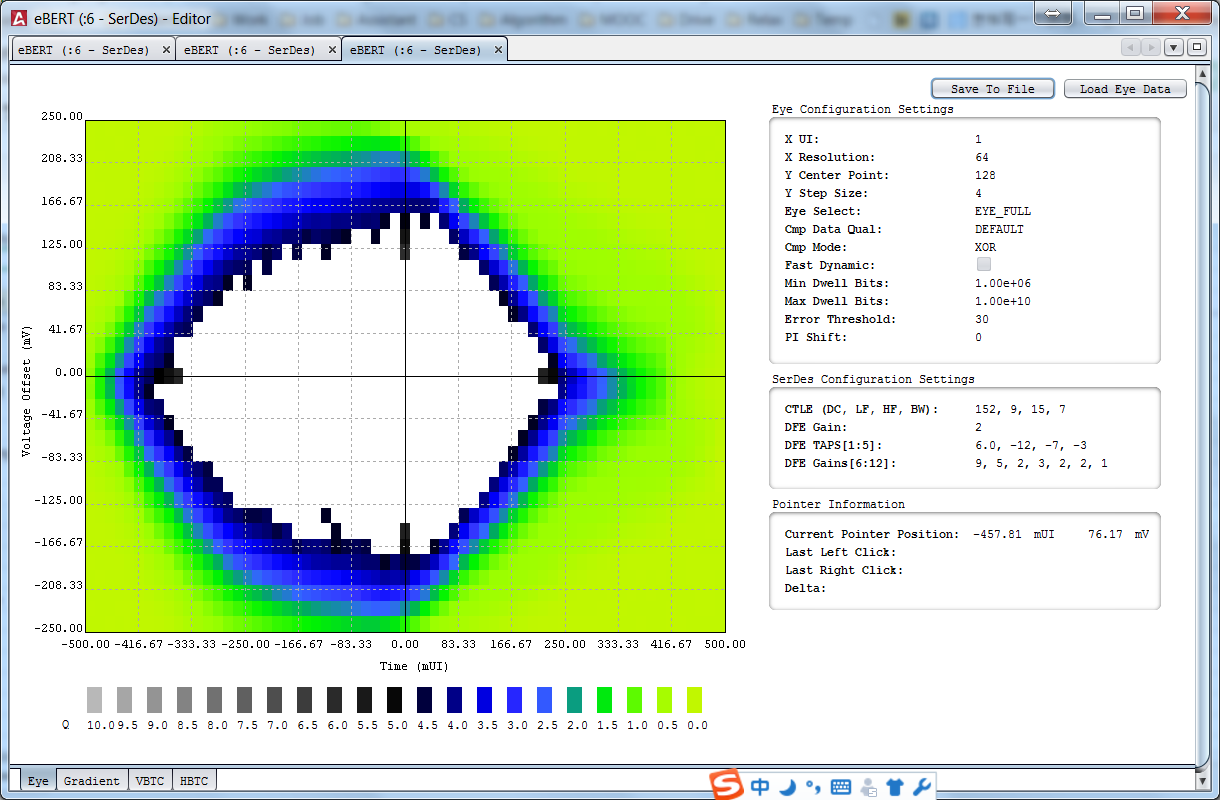 eBERT (:6 - SerDes) - Editor
eBERT (:6 - SerDes) eBERT (:6 - SerDes) eBERT (:6 - SerDes)
Save To File Load Eye Data
Eye Configuration Settings
X UI: 1
X Resolution: 64
Y Center Point: 128
Y Step Size: 4
Eye Select: EYE_FULL
Cmp Data Qual: DEFAULT
Cmp Mode: XOR
Fast Dynamic:
Min Dwell Bits: 1.00e+06
Max Dwell Bits: 1.00e+10
Error Threshold: 30
PI Shift: 0
SerDes Configuration Settings
CTLE (DC, LF, HF, BW): 152, 9, 15, 7
DFE Gain: 2
DFE TAPS[1:5]: 6.0, -12, -7, -3
DFE Gains[6:12]: 9, 5, 2, 3, 2, 2, 1
Pointer Information
Current Pointer Position: -457.81 mUI 76.17 mV
Last Left Click:
Last Right Click:
Delta:
250.00
208.33
166.67
125.00
83.33
41.67
0.00
-41.67
-83.33
-125.00
-166.67
-208.33
-250.00
Voltage Offset (mV)
-500.00 -416.67 -333.33 -250.00 -166.67 -83.33 0.00 83.33 166.67 250.00 333.33 416.67 500.00
Time (mUI)
Q 10.0 9.5 9.0 8.5 8.0 7.5 7.0 6.5 6.0 5.5 5.0 4.5 4.0 3.5 3.0 2.5 2.0 1.5 1.0 0.5 0.0
Eye Gradient VBTC HBTC
中